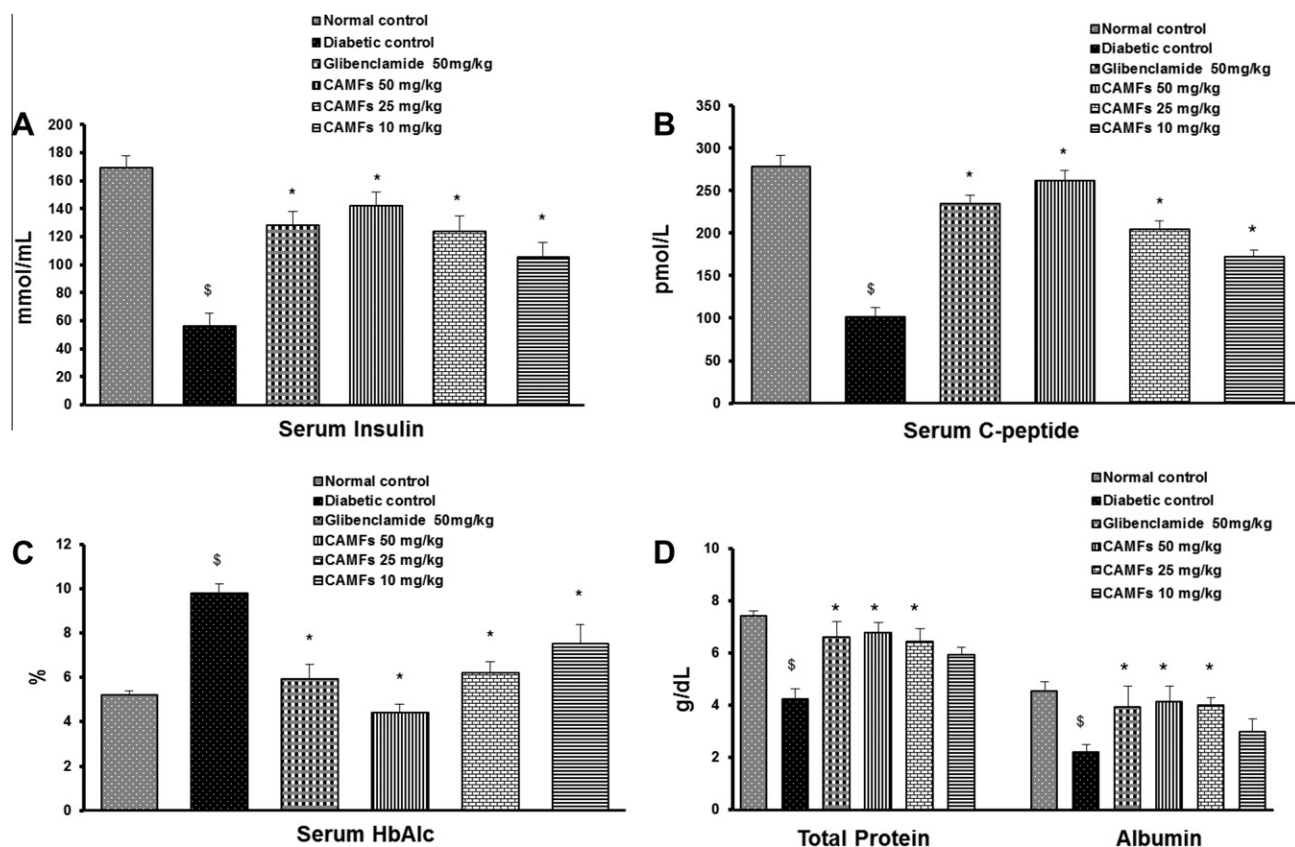 Normal control
Diabetic control
Glibenclamide 50mg/kg
CAMFs 50 mg/kg
CAMFs 25 mg/kg
CAMFs 10 mg/kg
A
200
180
160
140
120
100
80
60
40
20
0
mmol/mL
$
*
*
*
*
Serum Insulin
Normal control
Diabetic control
Glibenclamide 50mg/kg
CAMFs 50 mg/kg
CAMFs 25 mg/kg
CAMFs 10 mg/kg
B
350
300
250
200
150
100
50
0
pmol/L
$
*
*
*
*
Serum C-peptide
Normal control
Diabetic control
Glibenclamide 50mg/kg
CAMFs 50 mg/kg
CAMFs 25 mg/kg
CAMFs 10 mg/kg
C
12
10
8
6
4
2
0
%
$
*
*
*
*
Serum HbAlc
Normal control
Diabetic control
Glibenclamide 50mg/kg
CAMFs 50 mg/kg
CAMFs 25 mg/kg
CAMFs 10 mg/kg
D
10
8
6
4
2
0
g/dL
$
*
*
*
$
*
*
*
Total Protein
Albumin